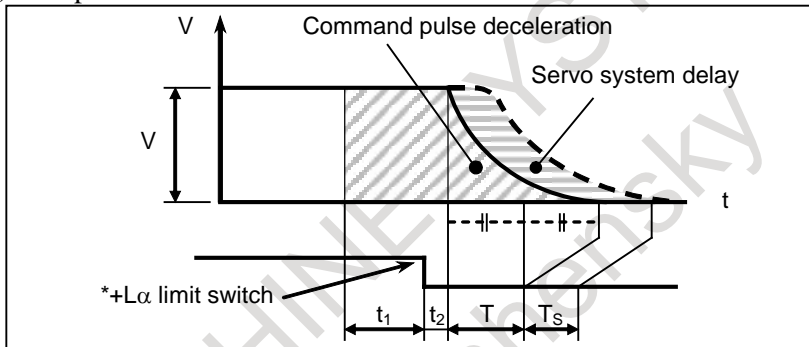 V
Command pulse deceleration
Servo system delay
V
t
*+Lα limit switch
t₁ t₂ T Tₛ